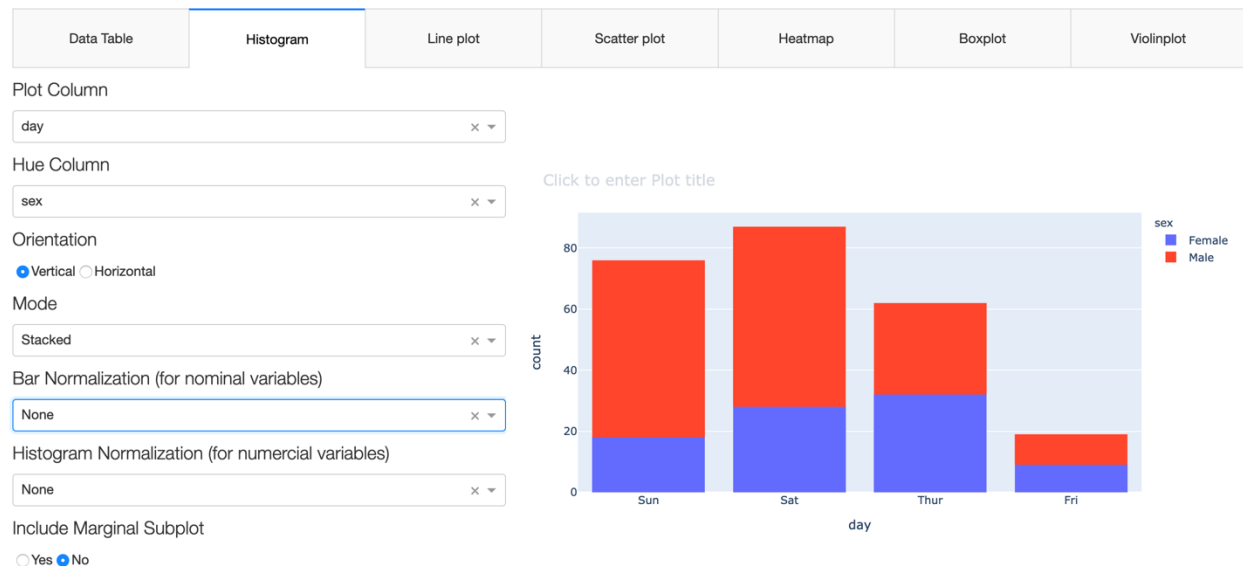 Data Table
Histogram
Line plot
Scatter plot
Heatmap
Boxplot
Violinplot
Plot Column
day
Hue Column
sex
Orientation
Vertical
Horizontal
Mode
Stacked
Bar Normalization (for nominal variables)
None
Histogram Normalization (for numercial variables)
None
Include Marginal Subplot
Yes
No
Click to enter Plot title
80
60
40
20
0
count
Sun
Sat
Thur
Fri
day
sex
Female
Male